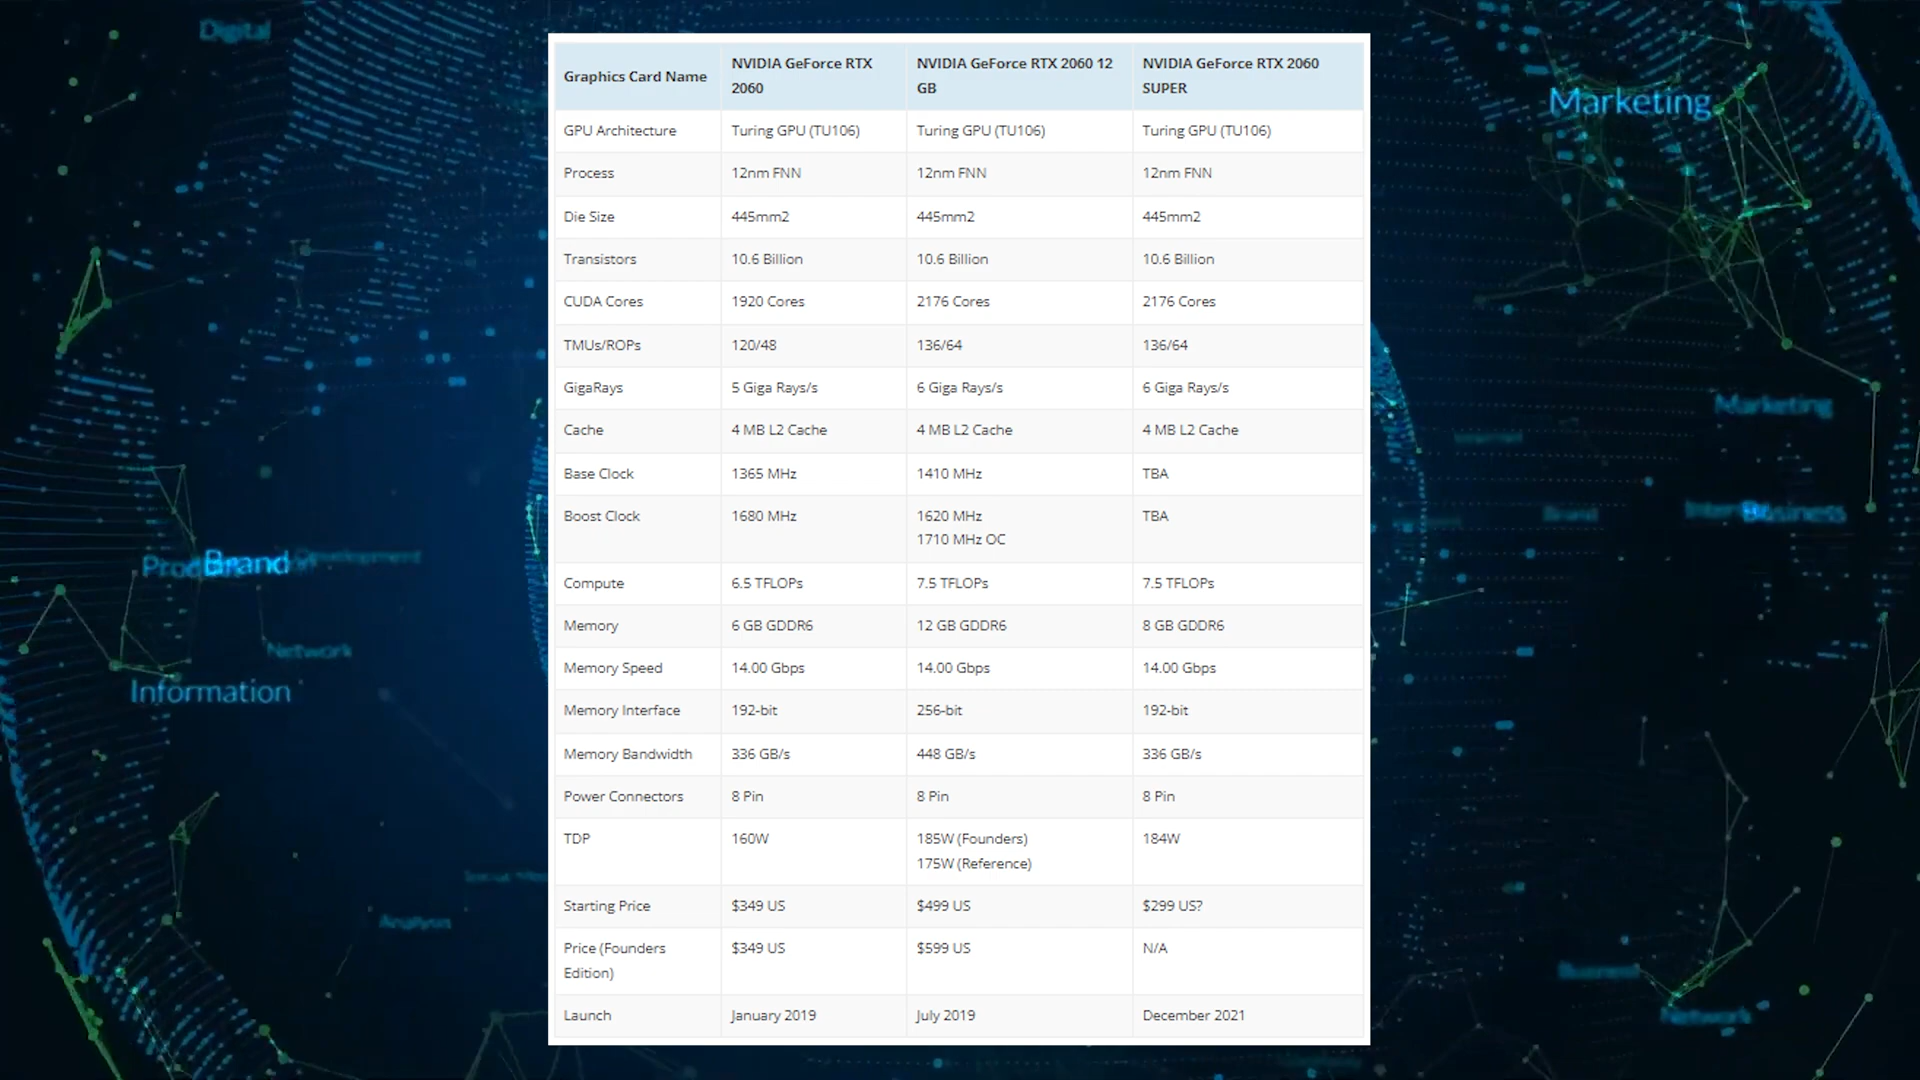 Digital
Marketing
Graphics Card Name NVIDIA GeForce RTX 2060 NVIDIA GeForce RTX 2060 12 GB NVIDIA GeForce RTX 2060 SUPER
GPU Architecture Turing GPU (TU106) Turing GPU (TU106) Turing GPU (TU106)
Process 12nm FNN 12nm FNN 12nm FNN
Die Size 445mm2 445mm2 445mm2
Transistors 10.6 Billion 10.6 Billion 10.6 Billion
CUDA Cores 1920 Cores 2176 Cores 2176 Cores
TMUs/ROPs 120/48 136/64 136/64
GigaRays 5 Giga Rays/s 6 Giga Rays/s 6 Giga Rays/s
Cache 4 MB L2 Cache 4 MB L2 Cache 4 MB L2 Cache
Base Clock 1365 MHz 1410 MHz TBA
Boost Clock 1680 MHz 1620 MHz 1710 MHz OC TBA
Compute 6.5 TFLOPs 7.5 TFLOPs 7.5 TFLOPs
Memory 6 GB GDDR6 12 GB GDDR6 8 GB GDDR6
Memory Speed 14.00 Gbps 14.00 Gbps 14.00 Gbps
Memory Interface 192-bit 256-bit 192-bit
Memory Bandwidth 336 GB/s 448 GB/s 336 GB/s
Power Connectors 8 Pin 8 Pin 8 Pin
TDP 160W 185W (Founders) 175W (Reference) 184W
Starting Price $349 US $499 US $299 US?
Price (Founders Edition) $349 US $599 US N/A
Launch January 2019 July 2019 December 2021
Marketing
Brand
Business
Brand
Development
Network
Information
Analysis
Business
Network